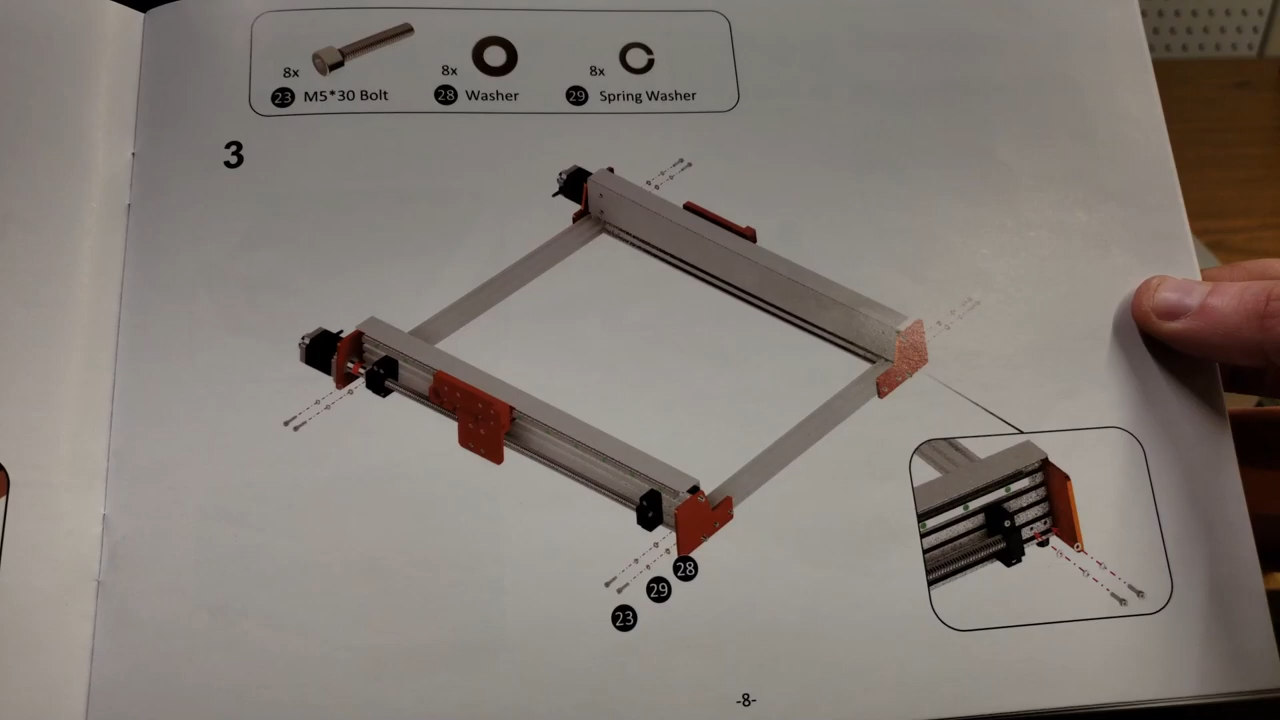 8x
23 M5*30 Bolt
8x
28 Washer
8x
29 Spring Washer
3
28
29
23
-8-